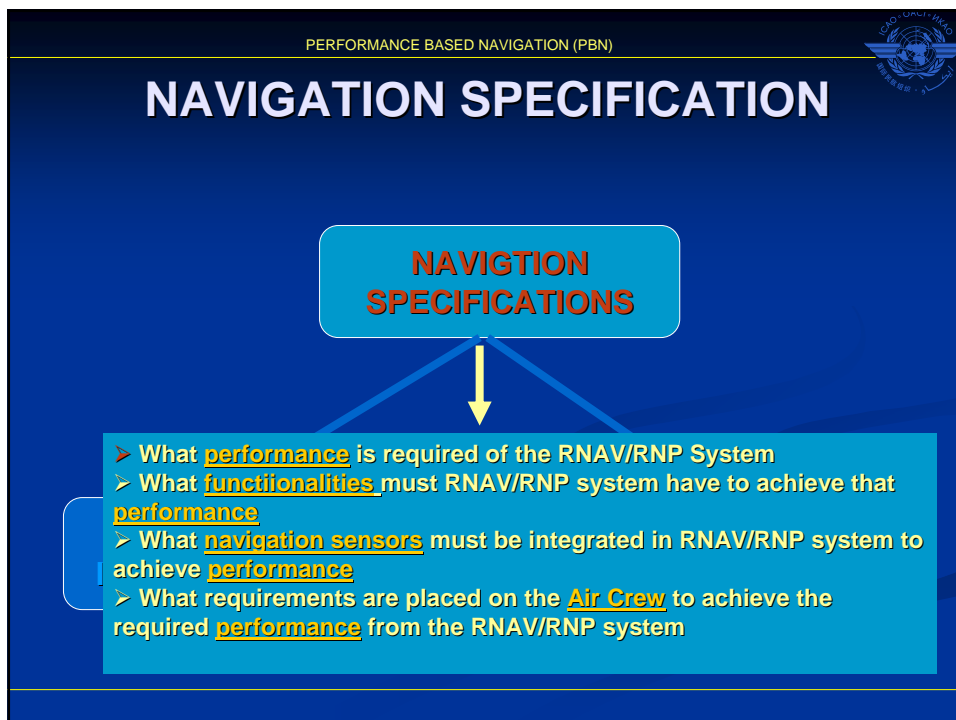 PERFORMANCE BASED NAVIGATION (PBN)
ICAO · OACI · ИКАО
NAVIGATION SPECIFICATION
NAVIGTION
SPECIFICATIONS
➢ What performance is required of the RNAV/RNP System
➢ What functiionalities must RNAV/RNP system have to achieve that
performance
➢ What navigation sensors must be integrated in RNAV/RNP system to
achieve performance
➢ What requirements are placed on the Air Crew to achieve the
required performance from the RNAV/RNP system